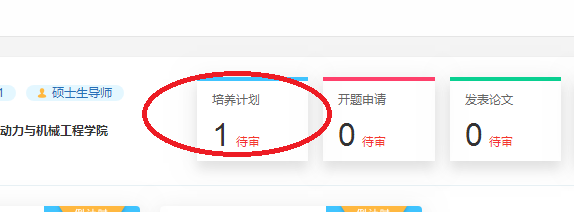 1
硕士生导师
动力与机械工程学院
培养计划
1 待审
开题申请
0 待审
发表论文
0 待审